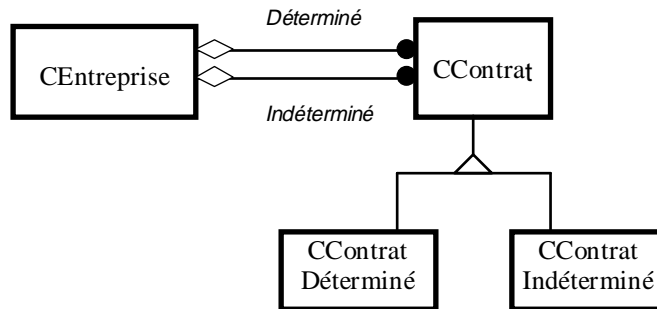 Déterminé
CEntreprise
CContrat
Indéterminé
CContrat
Déterminé
CContrat
Indéterminé